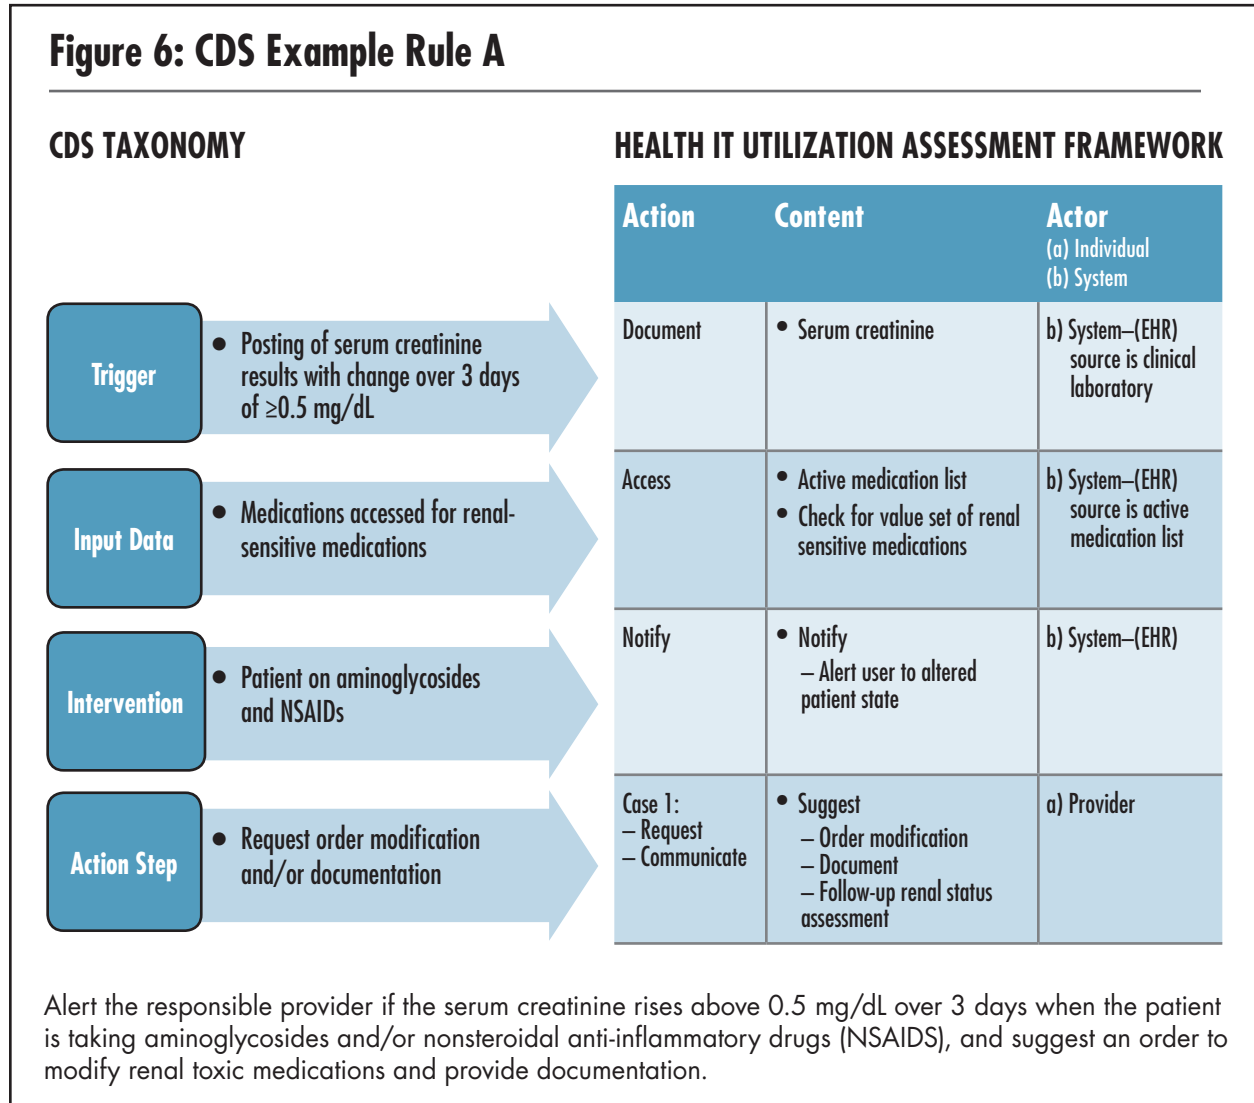 Figure 6: CDS Example Rule A
CDS TAXONOMY
HEALTH IT UTILIZATION ASSESSMENT FRAMEWORK
Action
Content
Actor
(a) Individual
(b) System
Trigger
• Posting of serum creatinine
results with change over 3 days
of ≥0.5 mg/dL
Document
• Serum creatinine
b) System–(EHR)
source is clinical
laboratory
Input Data
• Medications accessed for renal-
sensitive medications
Access
• Active medication list
• Check for value set of renal
sensitive medications
b) System–(EHR)
source is active
medication list
Intervention
• Patient on aminoglycosides
and NSAIDs
Notify
• Notify
– Alert user to altered
patient state
b) System–(EHR)
Action Step
• Request order modification
and/or documentation
Case 1:
– Request
– Communicate
• Suggest
– Order modification
– Document
– Follow-up renal status
assessment
a) Provider
Alert the responsible provider if the serum creatinine rises above 0.5 mg/dL over 3 days when the patient
is taking aminoglycosides and/or nonsteroidal anti-inflammatory drugs (NSAIDS), and suggest an order to
modify renal toxic medications and provide documentation.